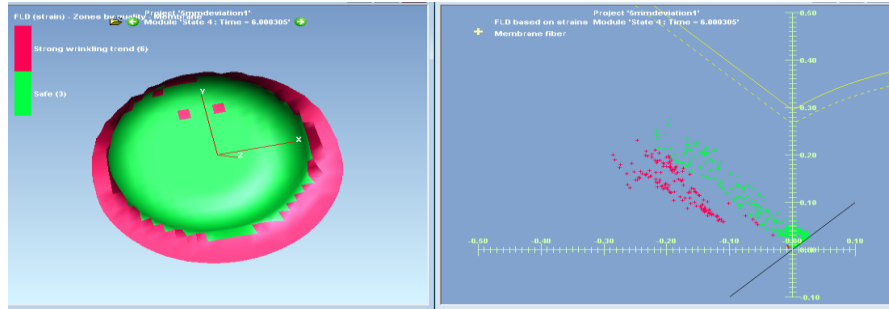 FLD (strain) - Zones by quality , Membrane
Project '5mmdeviation1'
Module 'State 4 : Time = 6.000305'
Strong wrinkling trend (6)
Safe (3)
Y
X
Z
Project '5mmdeviation1'
FLD based on strains Module 'State 4 : Time = 6.000305'
Membrane fiber
0.50
0.40
0.30
0.20
0.10
-0.50 -0.40 -0.30 -0.20 -0.10 -0.00 0.10
0.00
-0.10